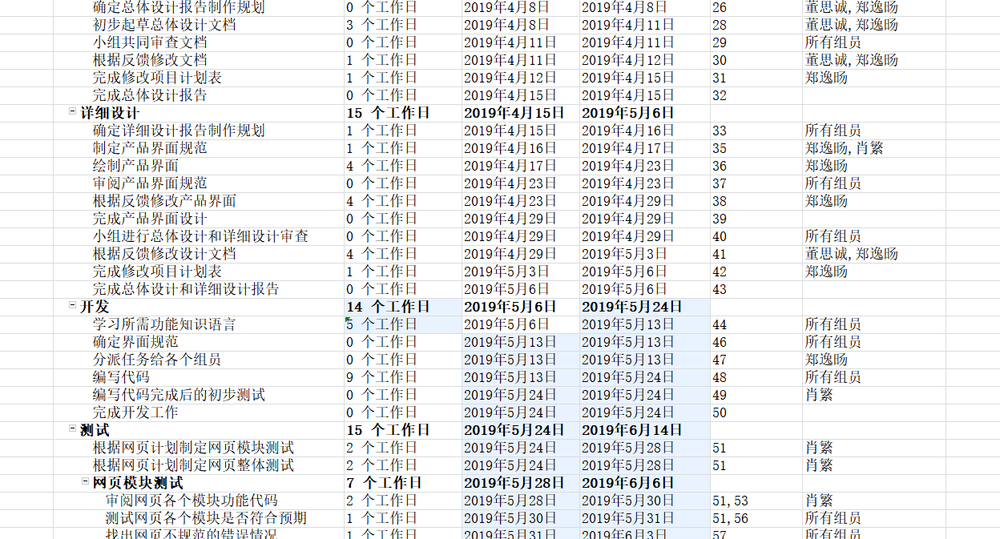 确定总体设计报告制作规划 0 个工作日 2019年4月8日 2019年4月8日 26 董思诚,郑逸旸
初步起草总体设计文档 3 个工作日 2019年4月8日 2019年4月11日 28 董思诚,郑逸旸
小组共同审查文档 0 个工作日 2019年4月11日 2019年4月11日 29 所有组员
根据反馈修改文档 1 个工作日 2019年4月11日 2019年4月12日 30 董思诚,郑逸旸
完成修改项目计划表 1 个工作日 2019年4月12日 2019年4月15日 31 郑逸旸
完成总体设计报告 0 个工作日 2019年4月15日 2019年4月15日 32
详细设计 15 个工作日 2019年4月15日 2019年5月6日
确定详细设计报告制作规划 1 个工作日 2019年4月15日 2019年4月16日 33 所有组员
制定产品界面规范 1 个工作日 2019年4月16日 2019年4月17日 35 郑逸旸,肖繁
绘制产品界面 4 个工作日 2019年4月17日 2019年4月23日 36 郑逸旸
审阅产品界面规范 0 个工作日 2019年4月23日 2019年4月23日 37 所有组员
根据反馈修改产品界面 4 个工作日 2019年4月23日 2019年4月29日 38 郑逸旸
完成产品界面设计 0 个工作日 2019年4月29日 2019年4月29日 39
小组进行总体设计和详细设计审查 0 个工作日 2019年4月29日 2019年4月29日 40 所有组员
根据反馈修改设计文档 4 个工作日 2019年4月29日 2019年5月3日 41 董思诚,郑逸旸
完成修改项目计划表 1 个工作日 2019年5月3日 2019年5月6日 42 郑逸旸
完成总体设计和详细设计报告 0 个工作日 2019年5月6日 2019年5月6日 43
开发 14 个工作日 2019年5月6日 2019年5月24日
学习所需功能知识语言 5 个工作日 2019年5月6日 2019年5月13日 44 所有组员
确定界面规范 0 个工作日 2019年5月13日 2019年5月13日 46 所有组员
分派任务给各个组员 0 个工作日 2019年5月13日 2019年5月13日 47 郑逸旸
编写代码 9 个工作日 2019年5月13日 2019年5月24日 48 所有组员
编写代码完成后的初步测试 0 个工作日 2019年5月24日 2019年5月24日 49 肖繁
完成开发工作 0 个工作日 2019年5月24日 2019年5月24日 50
测试 15 个工作日 2019年5月24日 2019年6月14日
根据网页计划制定网页模块测试 2 个工作日 2019年5月24日 2019年5月28日 51 肖繁
根据网页计划制定网页整体测试 2 个工作日 2019年5月24日 2019年5月28日 51 肖繁
网页模块测试 7 个工作日 2019年5月28日 2019年6月6日
审阅网页各个模块功能代码 2 个工作日 2019年5月28日 2019年5月30日 51,53 肖繁
测试网页各个模块是否符合预期 1 个工作日 2019年5月30日 2019年5月31日 51,56 所有组员
找出网页不规范的错误情况 1 个工作日 2019年5月31日 2019年6月3日 57 所有组员